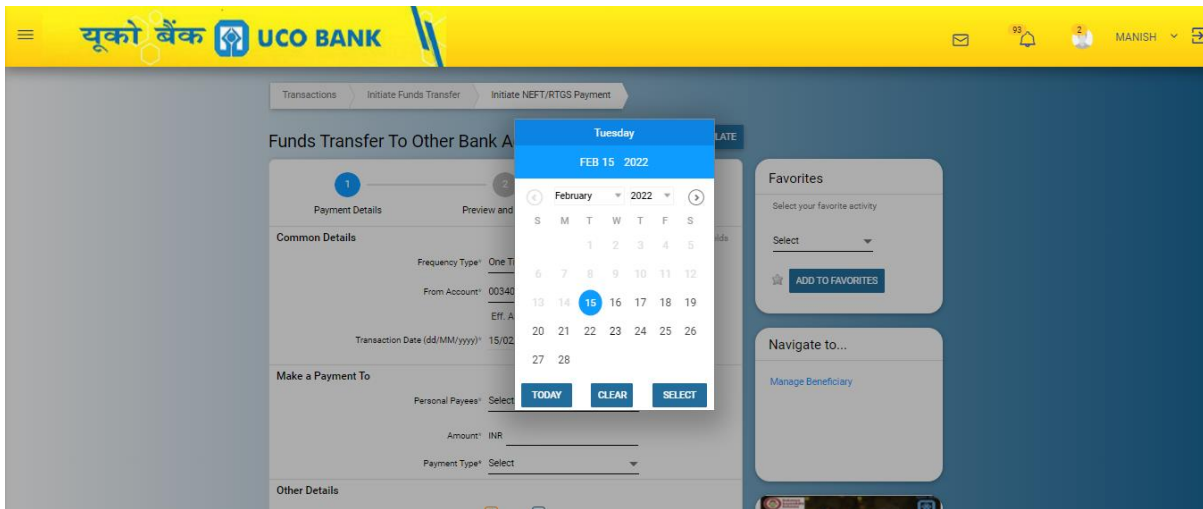 यूको बैंक UCO BANK
93
2
MANISH
Transactions
Initiate Funds Transfer
Initiate NEFT/RTGS Payment
Funds Transfer To Other Bank A
LATE
1
2
Payment Details
Preview and
Common Details
Frequency Type*
From Account* 00340
Eff. A
Transaction Date (dd/MM/yyyy)* 15/02
Make a Payment To
Personal Payees* Select
Amount* INR
Payment Type* Select
Other Details
Tuesday
FEB 15 2022
February 2022
S M T W T F S
1 2 3 4 5
6 7 8 9 10 11 12
13 14 15 16 17 18 19
20 21 22 23 24 25 26
27 28
TODAY CLEAR SELECT
Favorites
Select your favorite activity
Select
ADD TO FAVORITES
Navigate to...
Manage Beneficiary